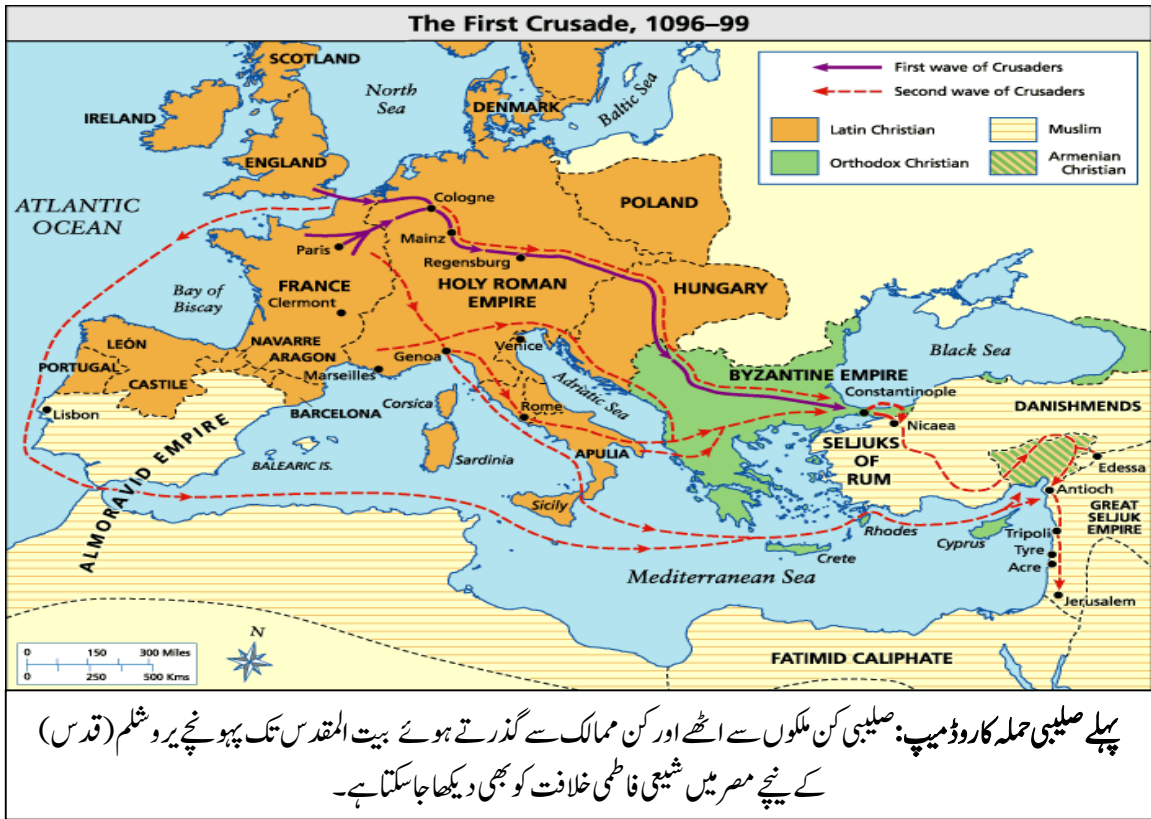 The First Crusade, 1096–99
First wave of Crusaders
Second wave of Crusaders
Latin Christian
Muslim
Orthodox Christian
Armenian
Christian
SCOTLAND
North
Sea
DENMARK
Baltic Sea
IRELAND
ENGLAND
ATLANTIC
OCEAN
Cologne
POLAND
Mainz
Paris
Regensburg
FRANCE
HOLY ROMAN
EMPIRE
HUNGARY
Bay of
Biscay
Clermont
LEÓN
NAVARRE
ARAGON
Genoa
Venice
Black Sea
PORTUGAL
CASTILE
Marseilles
Adriatic Sea
BYZANTINE EMPIRE
Constantinople
Lisbon
BARCELONA
Corsica
Rome
DANISHMENDS
Nicaea
ALMORAVID EMPIRE
BALEARIC IS.
Sardinia
APULIA
SELJUKS
OF
RUM
Edessa
Antioch
Sicily
GREAT
SELJUK
EMPIRE
Rhodes
Cyprus
Tripoli
Crete
Tyre
Acre
Mediterranean Sea
Jerusalem
N
0 150 300 Miles
0 250 500 Kms
FATIMID CALIPHATE
پہلے صلیبی حملہ کا روڈ میپ: صلیبی کن ملکوں سے اٹھے اور کن ممالک سے گذرتے ہوئے بیت المقدس تک پہونچے یروشلم (قدس)
کے نیچے مصر میں شیعی فاطمی خلافت کو بھی دیکھا جاسکتا ہے۔